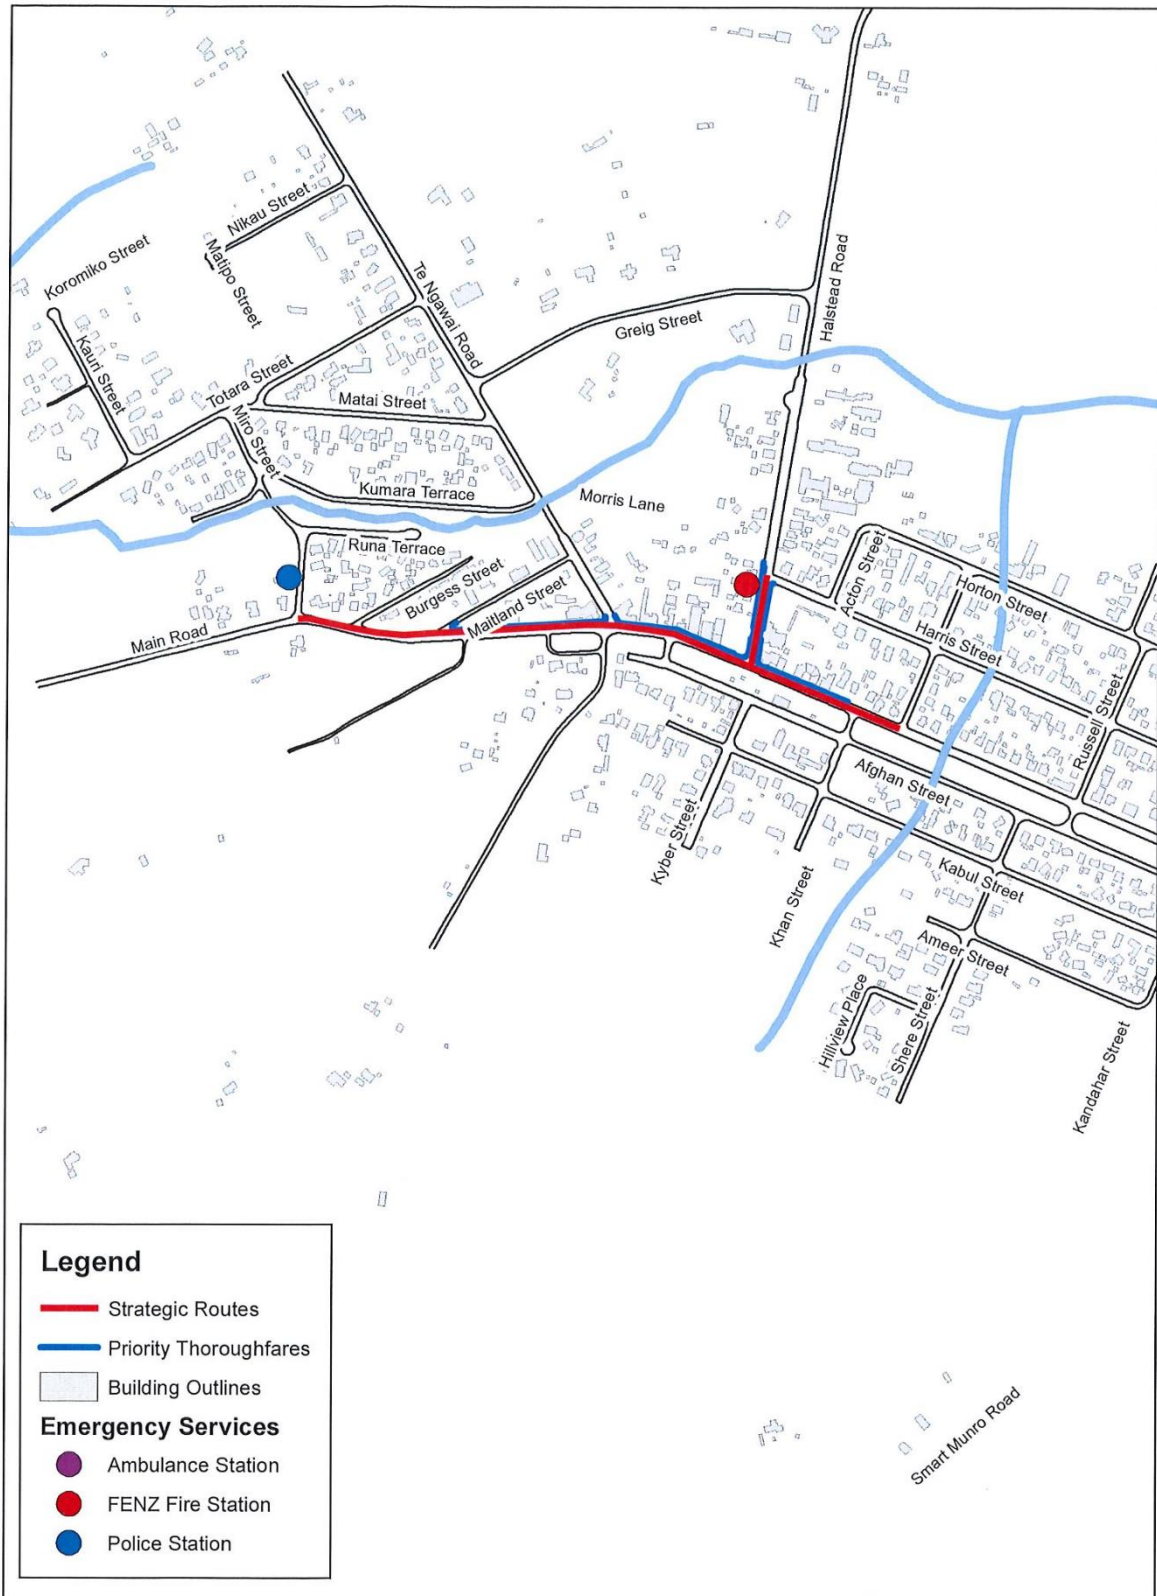 Nikau Street
Koromiko Street
Matipo Street
Te Ngawai Road
Halstead Road
Kauri Street
Greig Street
Totara Street
Matai Street
Miro Street
Kumara Terrace
Morris Lane
Runa Terrace
Burgess Street
Maitland Street
Main Road
Acton Street
Horton Street
Harris Street
Russell Street
Afghan Street
Kyber Street
Khan Street
Kabul Street
Ameer Street
Hillview Place
Shere Street
Kandahar Street
Legend
Strategic Routes
Priority Thoroughfares
Building Outlines
Emergency Services
Ambulance Station
FENZ Fire Station
Police Station
Smart Munro Road